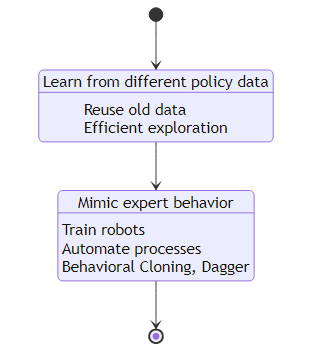 Learn from different policy data
Reuse old data
Efficient exploration
Mimic expert behavior
Train robots
Automate processes
Behavioral Cloning, Dagger